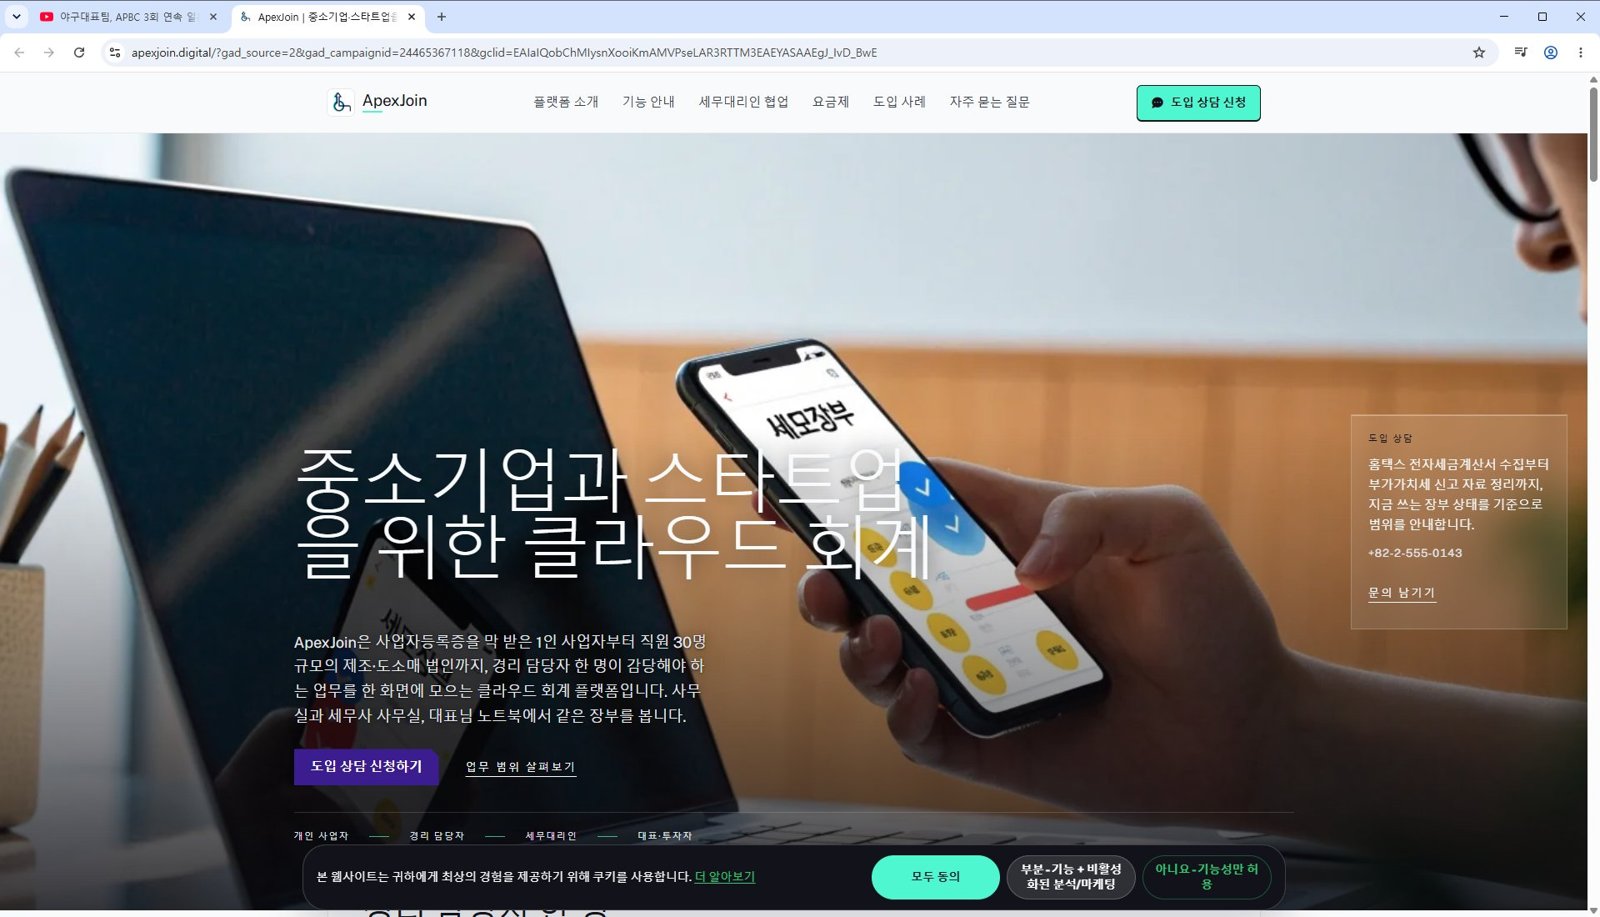 야구대표팀, APBC 3회 연속 일
ApexJoin | 중소기업·스타트업을
apexjoin.digital/?gad_source=2&gad_campaignid=24465367118&gclid=EAIaIQobChMIysnXooiKmAMVPseLAR3RTTM3EAEYASAAEgJ_IvD_BwE
ApexJoin
플랫폼 소개
기능 안내
세무대리인 협업
요금제
도입 사례
자주 묻는 질문
도입 상담 신청
세모장부
중소기업과 스타트업
을 위한 클라우드 회계
도입 상담
홈택스 전자세금계산서 수집부터
부가가치세 신고 자료 정리까지,
지금 쓰는 장부 상태를 기준으로
범위를 안내합니다.
+82-2-555-0143
문의 남기기
ApexJoin은 사업자등록증을 막 받은 1인 사업자부터 직원 30명
규모의 제조·도소매 법인까지, 경리 담당자 한 명이 감당해야 하
는 업무를 한 화면에 모으는 클라우드 회계 플랫폼입니다. 사무
실과 세무사 사무실, 대표님 노트북에서 같은 장부를 봅니다.
도입 상담 신청하기
업무 범위 살펴보기
개인 사업자
경리 담당자
세무대리인
대표·투자자
본 웹사이트는 귀하에게 최상의 경험을 제공하기 위해 쿠키를 사용합니다. 더 알아보기
모두 동의
부분-기능 + 비활성
화된 분석/마케팅
아니요-기능성만 허
용